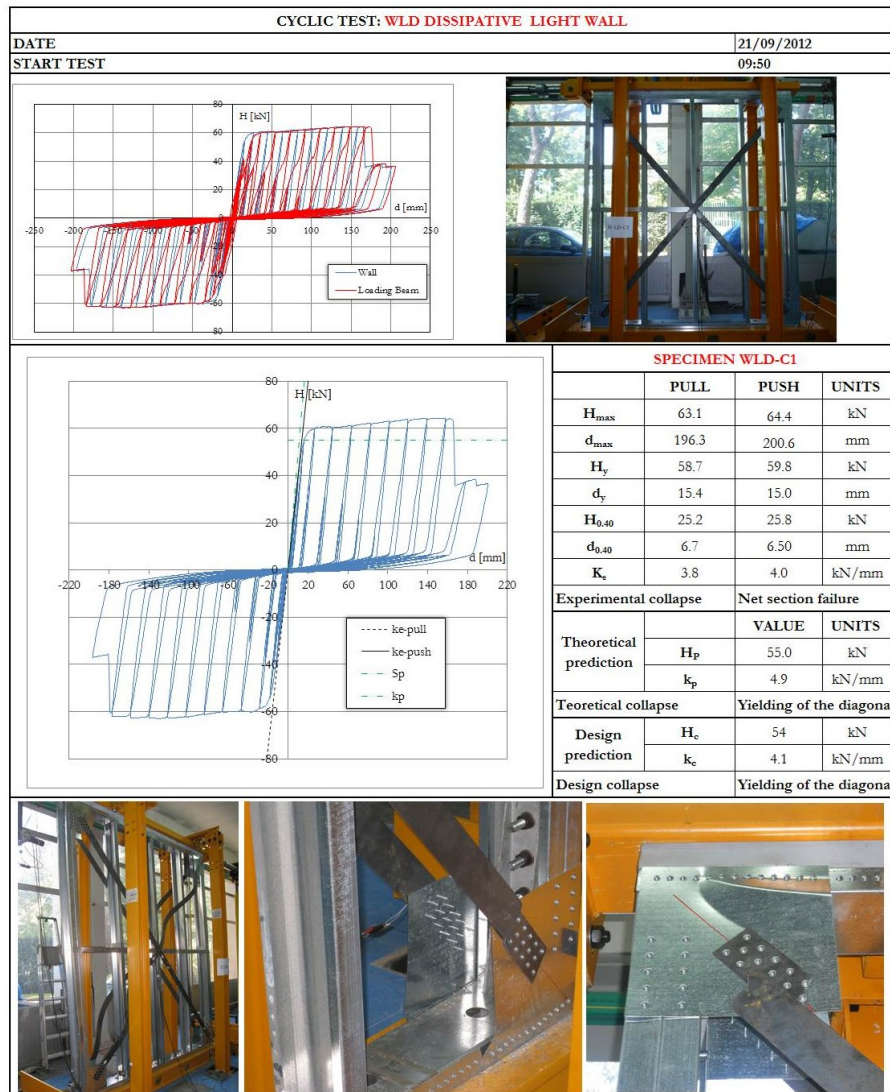 CYCLIC TEST: WLD DISSIPATIVE LIGHT WALL
DATE 21/09/2012
START TEST 09:50
H [kN]
80
60
40
20
0
-20
-40
-60
-80
-250 -200 -150 -100 -50 0 50 100 150 200 250
d [mm]
Wall
Loading Beam
WLD-C1
H [kN]
80
60
40
20
0
-20
-40
-60
-80
-220 -180 -140 -100 -60 -20 20 60 100 140 180 220
d [mm]
ke-pull
ke-push
Sp
kp
SPECIMEN WLD-C1
PULL PUSH UNITS
Hmax 63.1 64.4 kN
dmax 196.3 200.6 mm
Hy 58.7 59.8 kN
dy 15.4 15.0 mm
H0.40 25.2 25.8 kN
d0.40 6.7 6.50 mm
Ke 3.8 4.0 kN/mm
Experimental collapse Net section failure
Theoretical prediction VALUE UNITS
HP 55.0 kN
kp 4.9 kN/mm
Teoretical collapse Yielding of the diagona
Design prediction Hc 54 kN
kc 4.1 kN/mm
Design collapse Yielding of the diagona